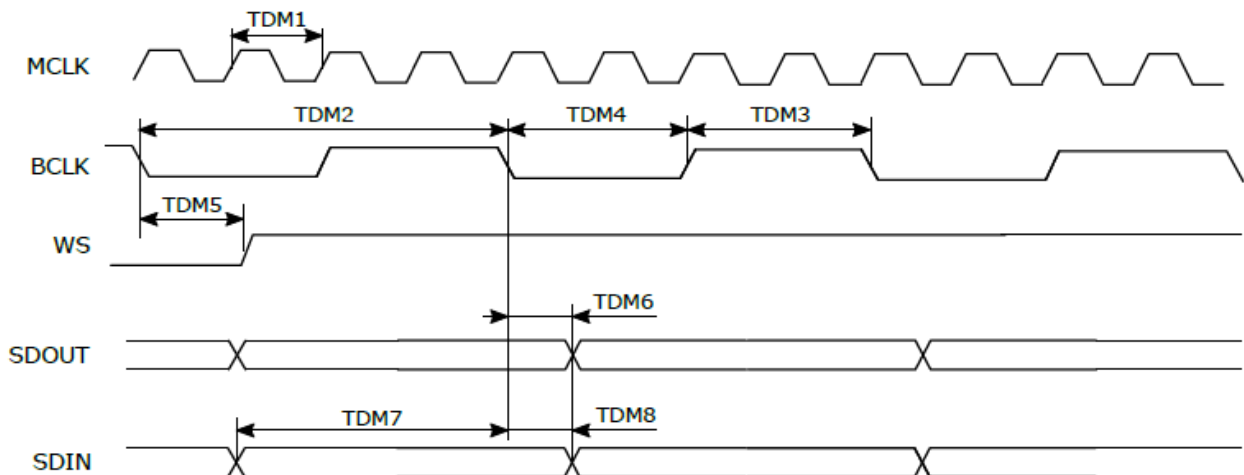 TDM1
MCLK
TDM2
TDM4
TDM3
BCLK
TDM5
WS
TDM6
SDOUT
TDM7
TDM8
SDIN